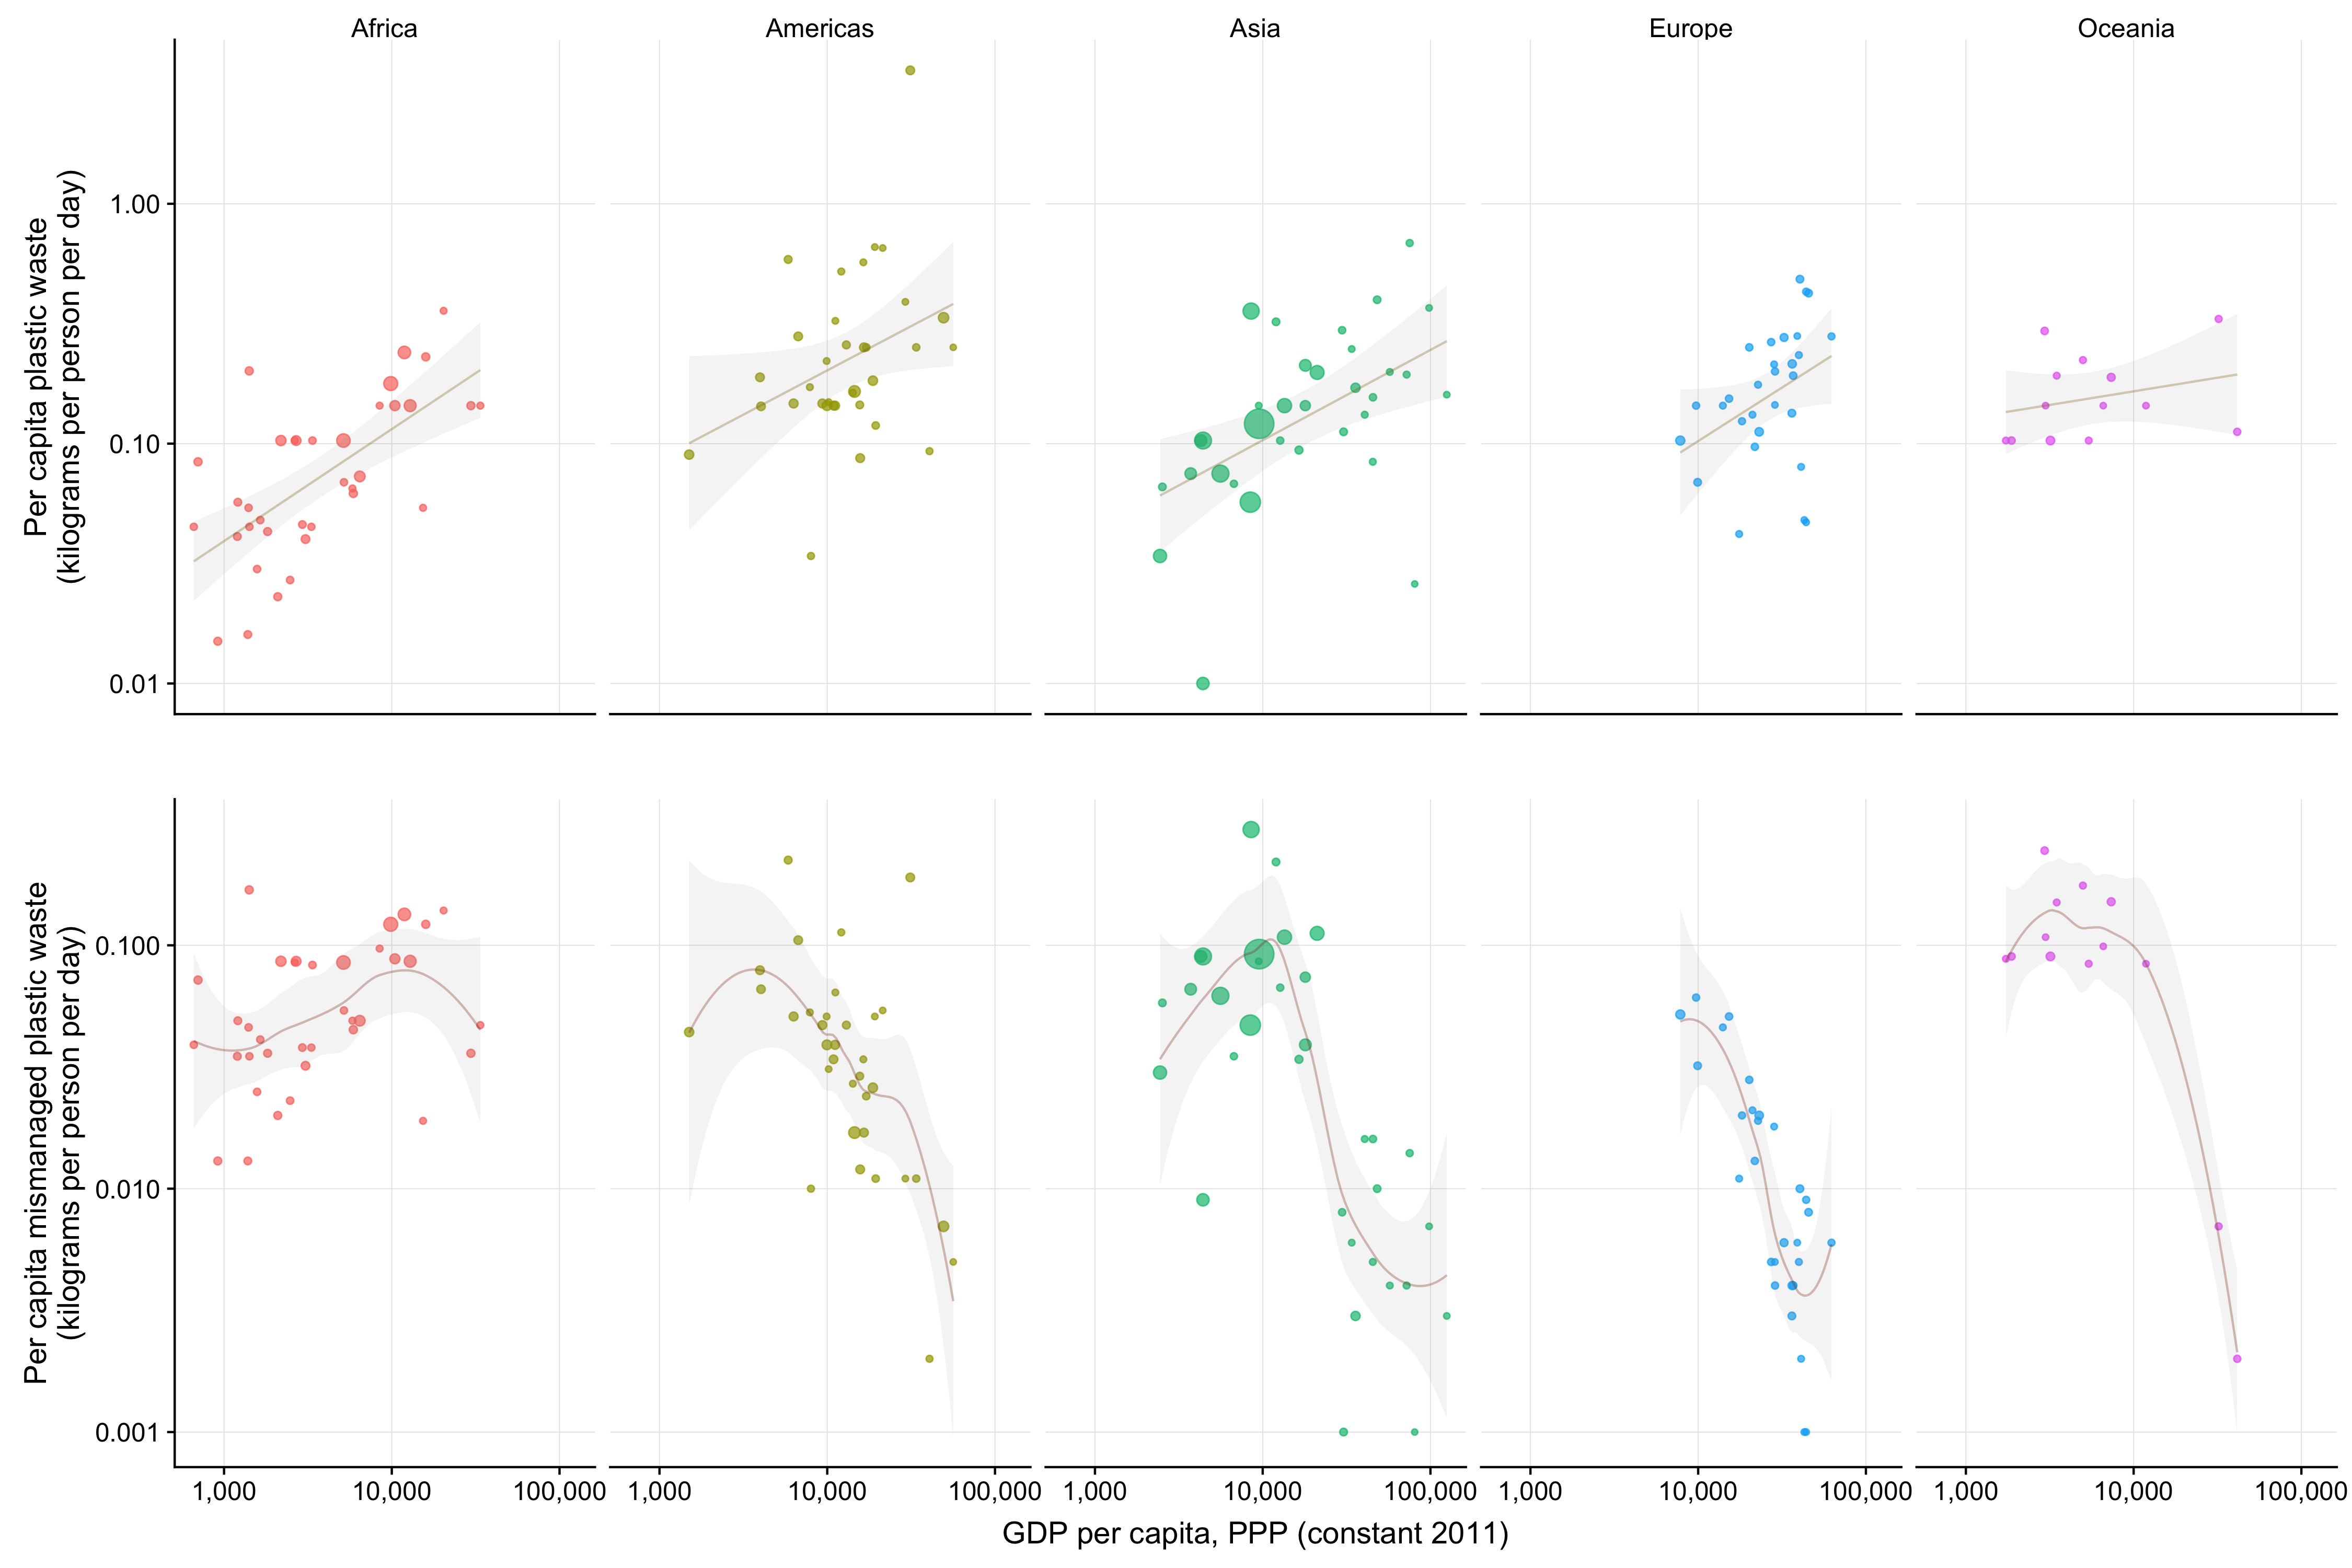 Africa Americas Asia Europe Oceania
Per capita plastic waste
(kilograms per person per day)
1.00
0.10
0.01
Per capita mismanaged plastic waste
(kilograms per person per day)
0.100
0.010
0.001
1,000 10,000 100,000 1,000 10,000 100,000 1,000 10,000 100,000 1,000 10,000 100,000 1,000 10,000 100,000
GDP per capita, PPP (constant 2011)